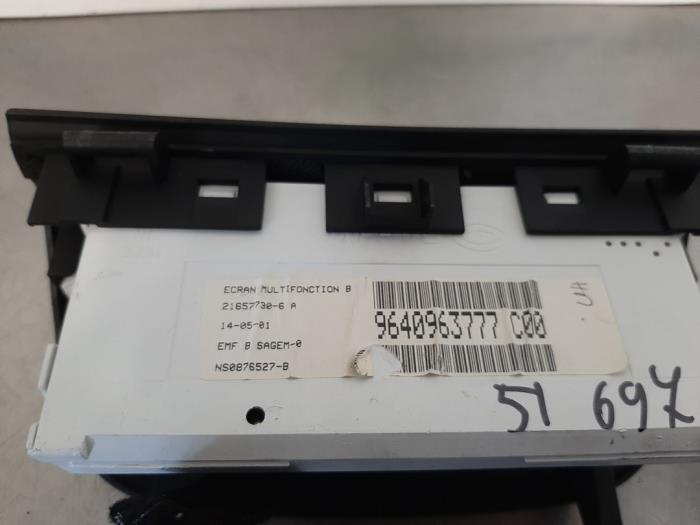 ECRAN MULTIFONCTION B
21657730-6 A
14-05-01
EMF B SAGEM-0
NS0876527-B
9640963777 C00
51 697